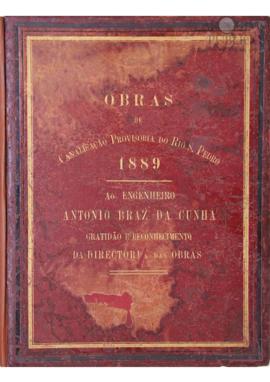 OBRAS
DE
CANALISAÇÃO PROVISORIA DO RIO S. PEDRO
1889
AO ENGENHEIRO
ANTONIO BRAZ DA CUNHA
GRATIDÃO E RECONHECIMENTO
DA DIRECTORIA DAS OBRAS